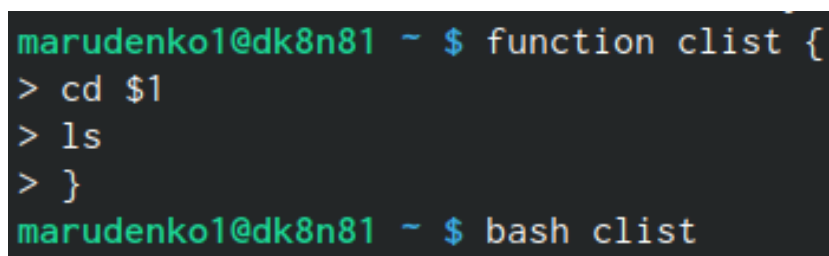 marudenko1@dk8n81 ~ $ function clist {
> cd $1
> ls
> }
marudenko1@dk8n81 ~ $ bash clist